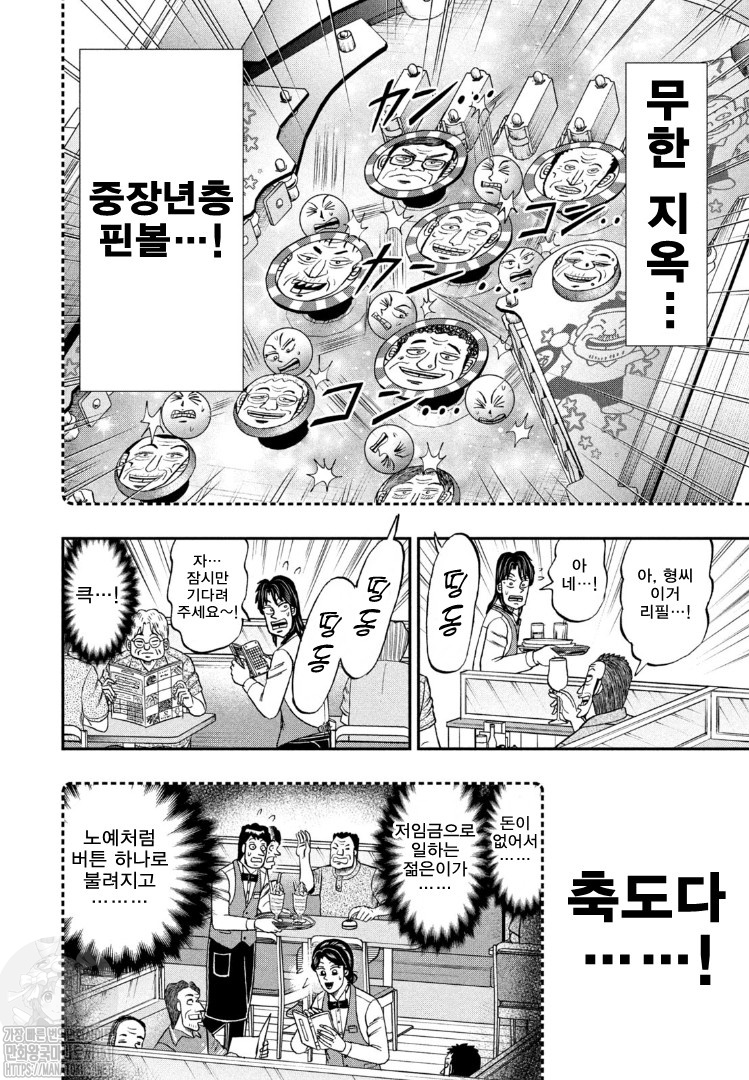 무한 지옥…
중장년층
핀볼…!
カン…
コン…
カン…
コン…
아, 형씨
이거
리필…!
아
네…!
띵동
띵동
띵동
자…
잠시만
기다려
주세요~!
큭…!
축도다
……!
돈이
없어서
……
저임금으로
일하는
젊은이가
……
노예처럼
버튼 하나로
불려지고
………